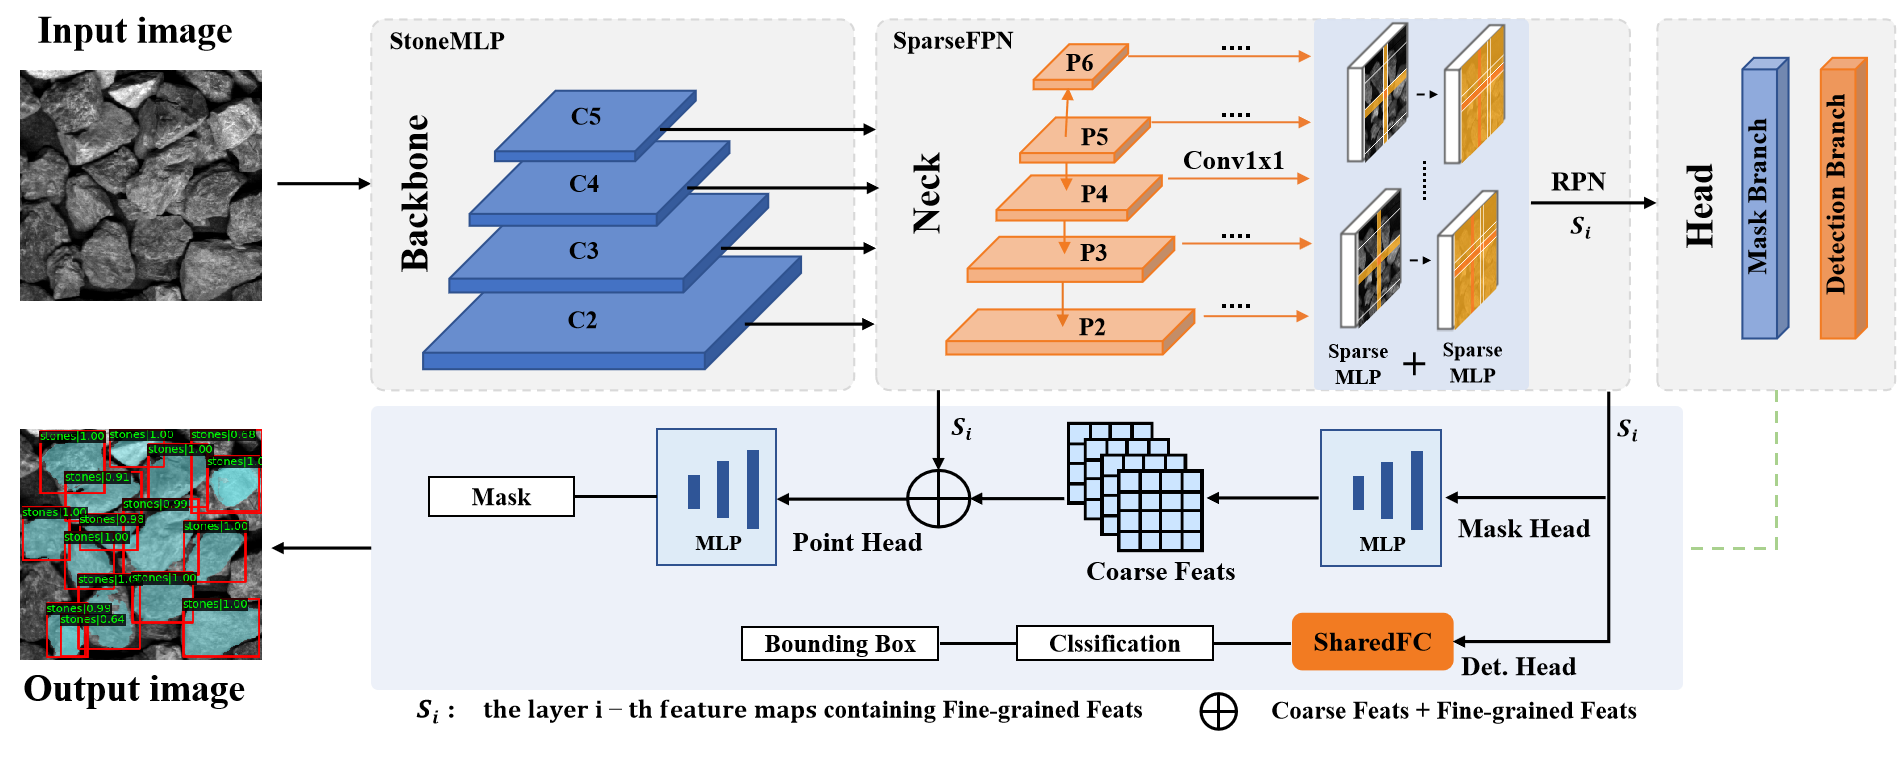 Input image
StoneMLP
Backbone
C5
C4
C3
C2
SparseFPN
Neck
P6
P5
P4
P3
P2
....
....
Conv1x1
....
....
Sparse
MLP
+
Sparse
MLP
RPN
Si
Head
Mask Branch
Detection Branch
Si
Si
Mask
MLP
Point Head
Coarse Feats
MLP
Mask Head
Bounding Box
Clssification
SharedFC
Det. Head
stones|1.00
stones|1.00
stones|0.68
stones|1.00
stones|1.0
stones|0.91
stones|0.99
stones|1.00
stones|0.98
stones|1.00
stones|1.00
stones|1.0
stones|1.00
stones|0.99
stones|1.00
stones|0.64
Output image
Si : the layer i − th feature maps containing Fine-grained Feats
Coarse Feats + Fine-grained Feats